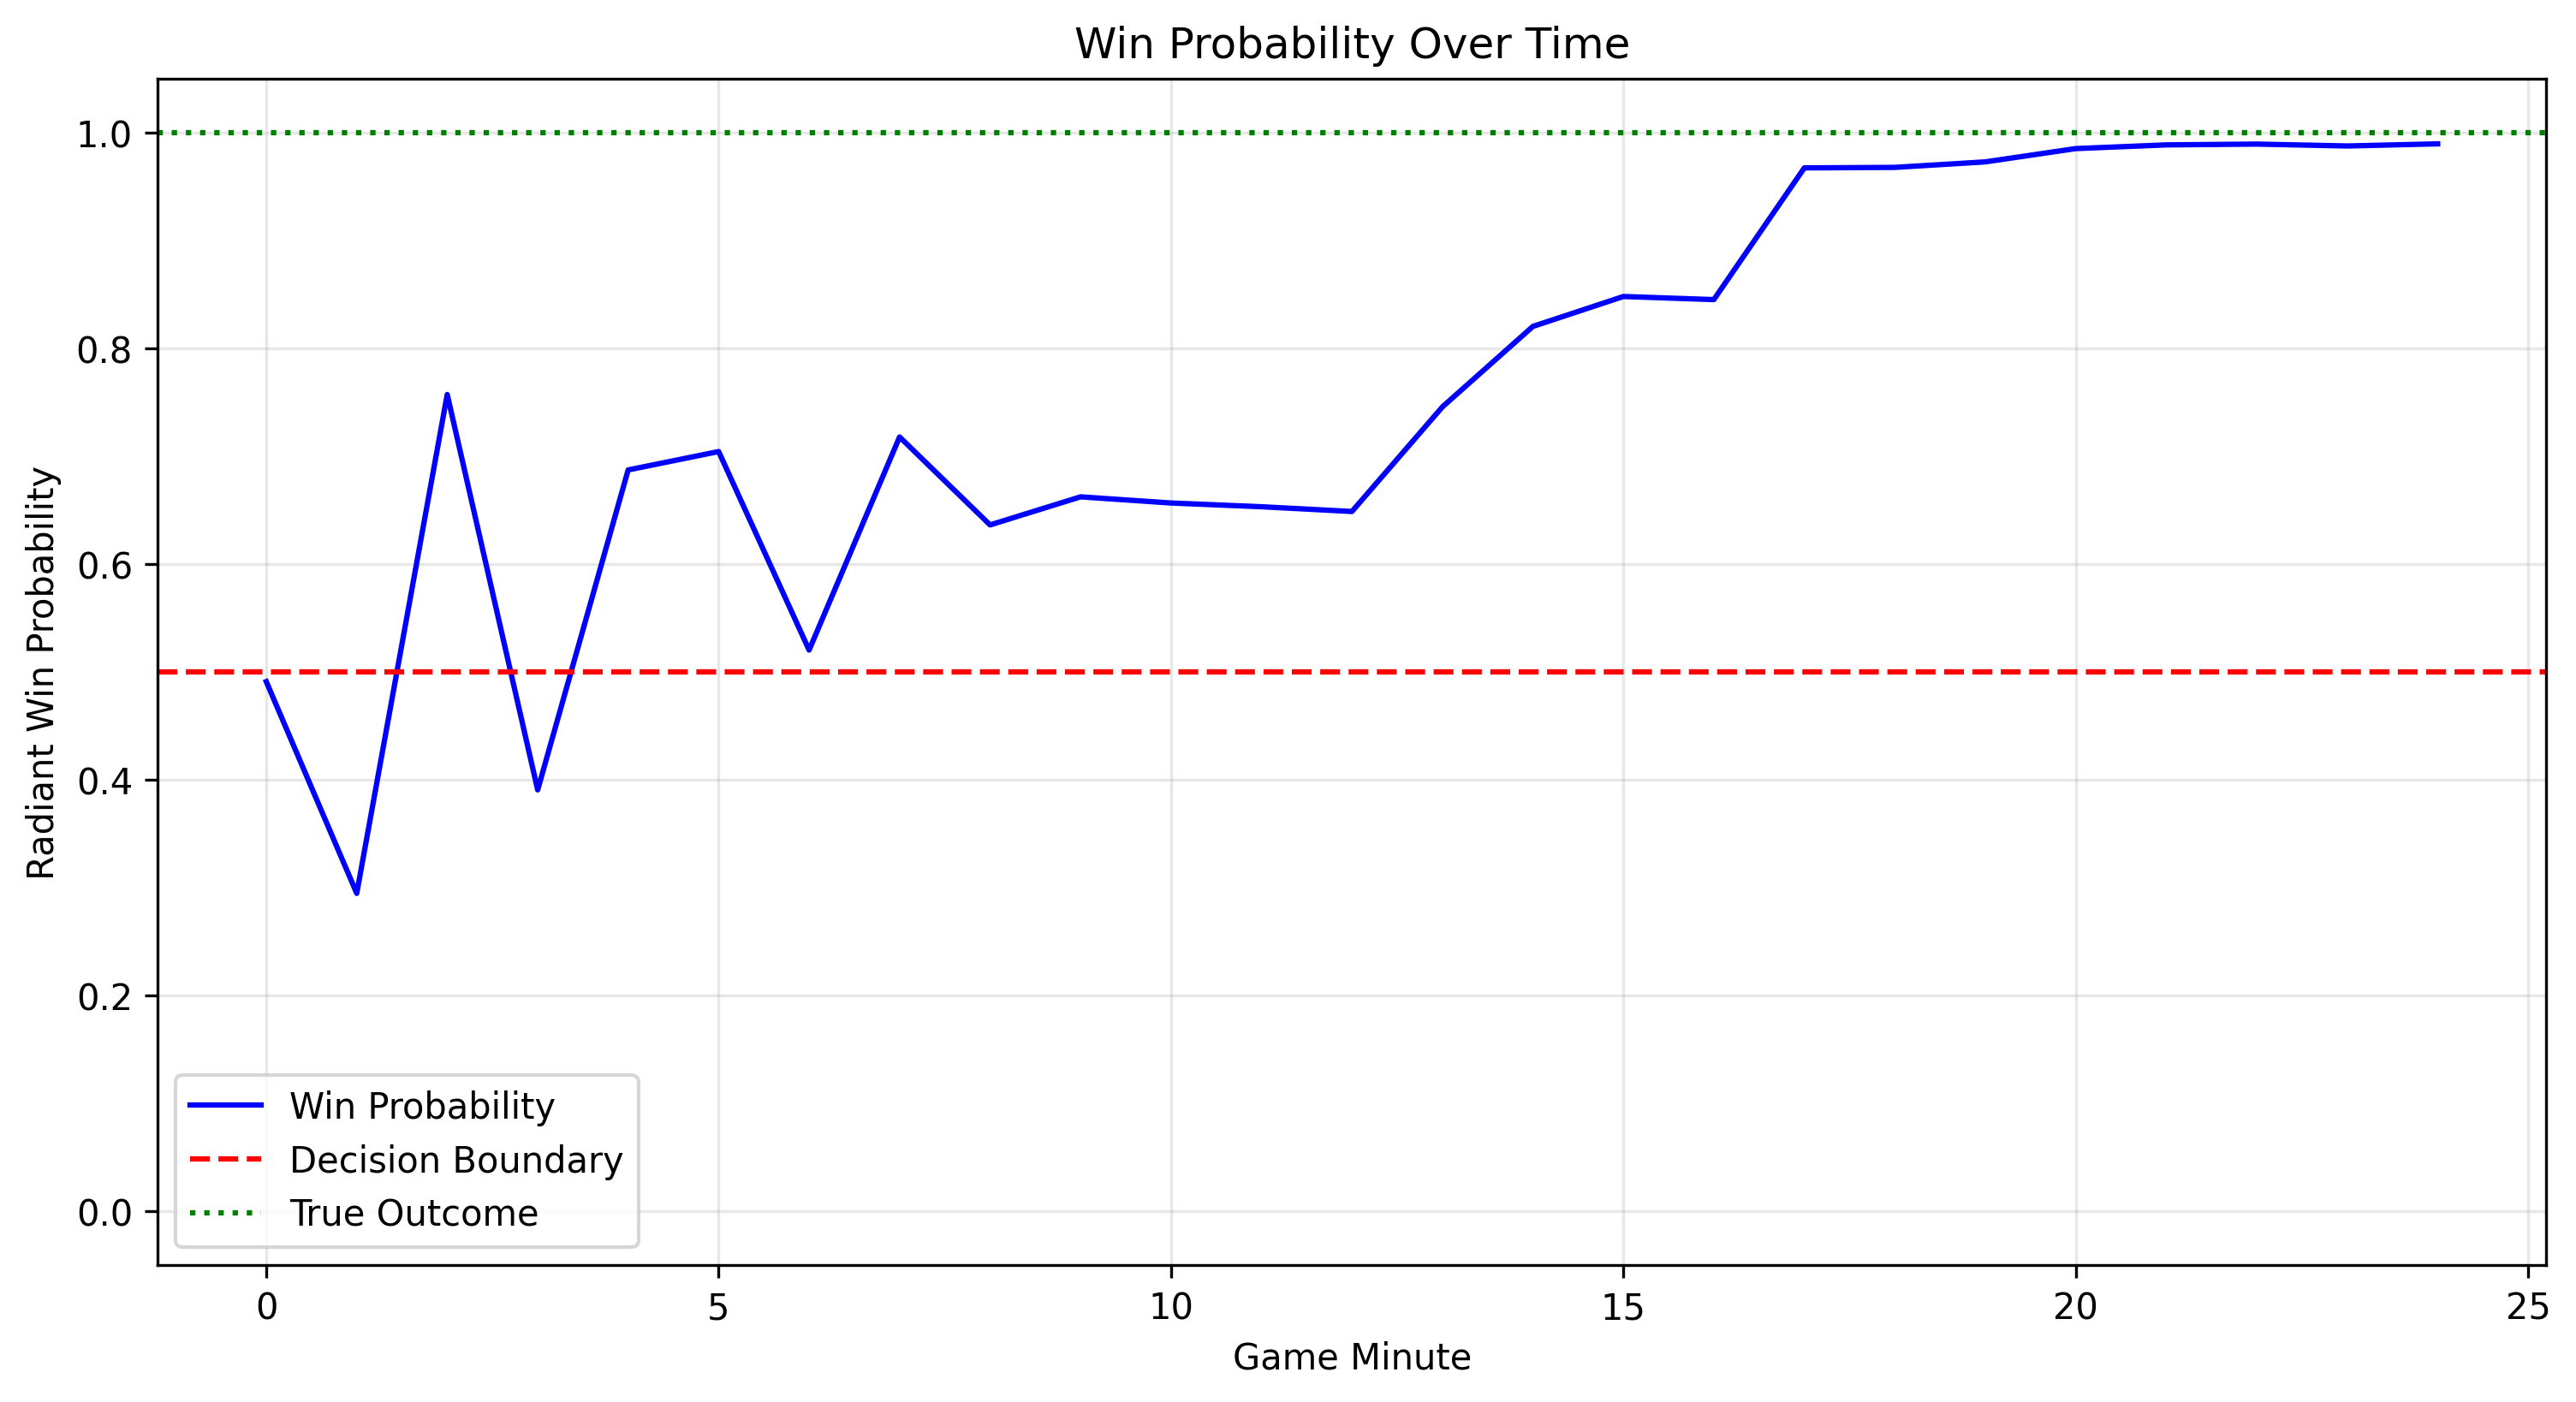 Win Probability Over Time
1.0
0.8
0.6
0.4
0.2
0.0
Radiant Win Probability
Win Probability
Decision Boundary
True Outcome
0 5 10 15 20 25
Game Minute